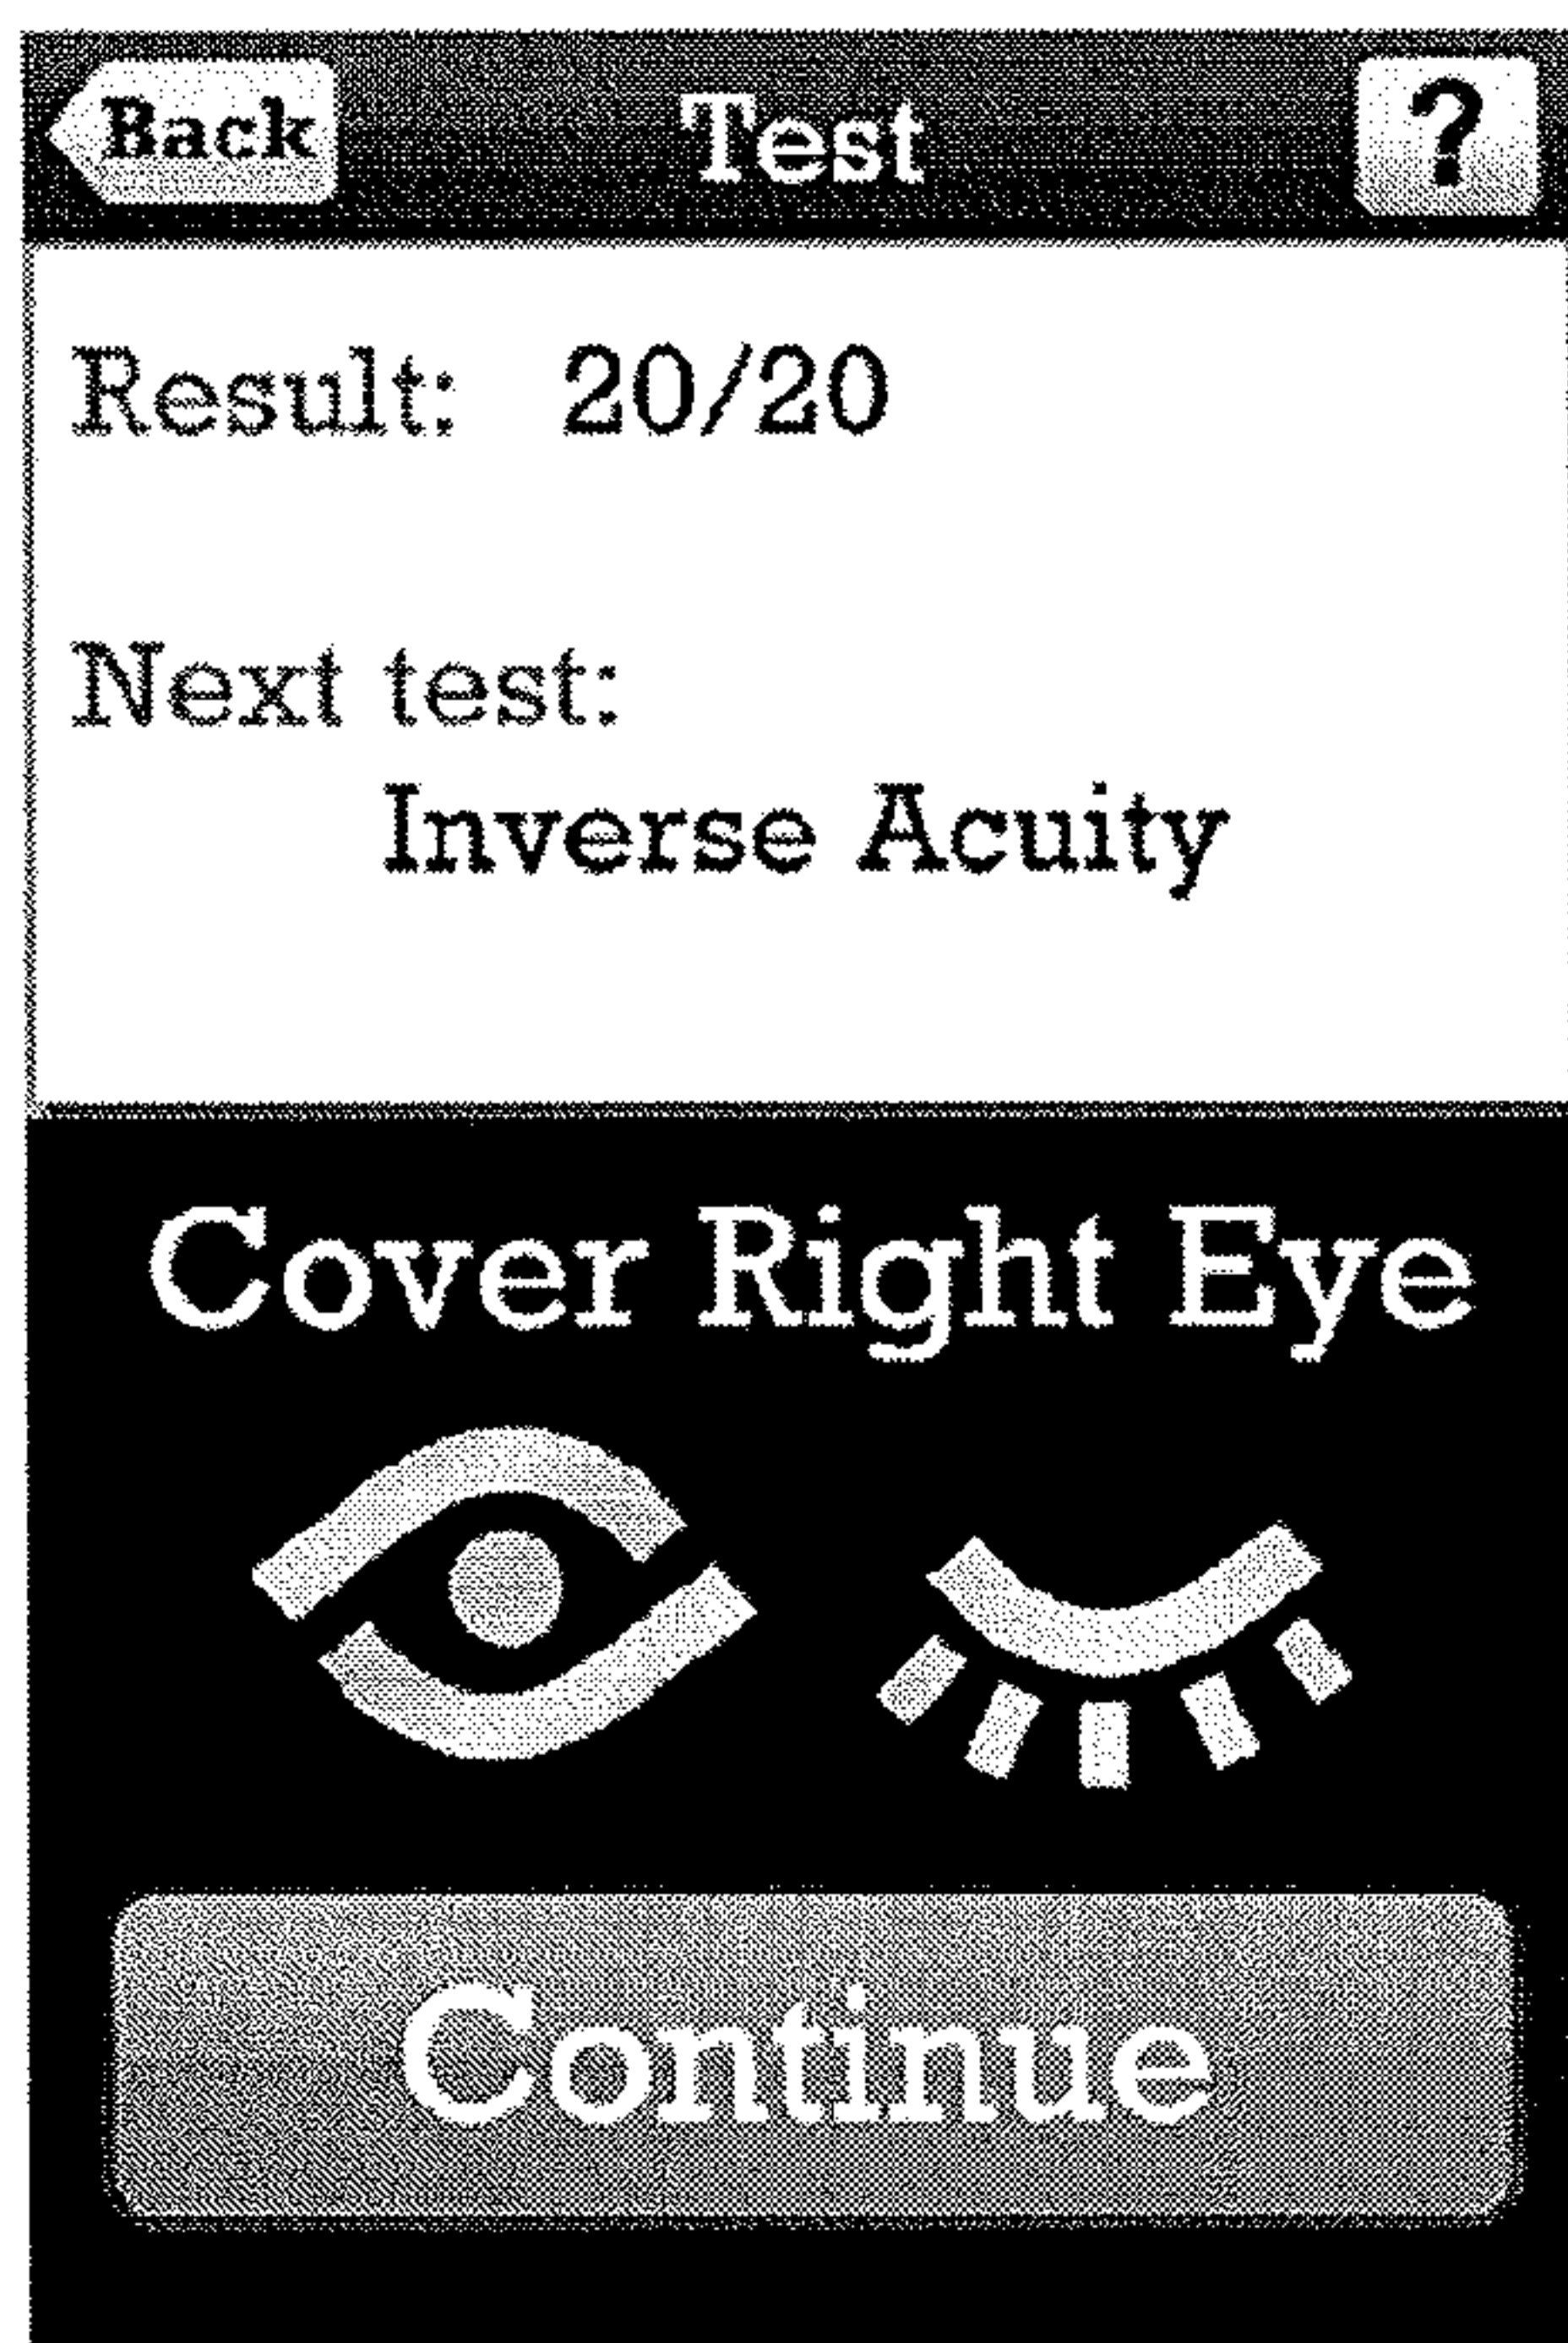 Back Test ?
Result: 20/20
Next test:
Inverse Acuity
Cover Right Eye
Continue